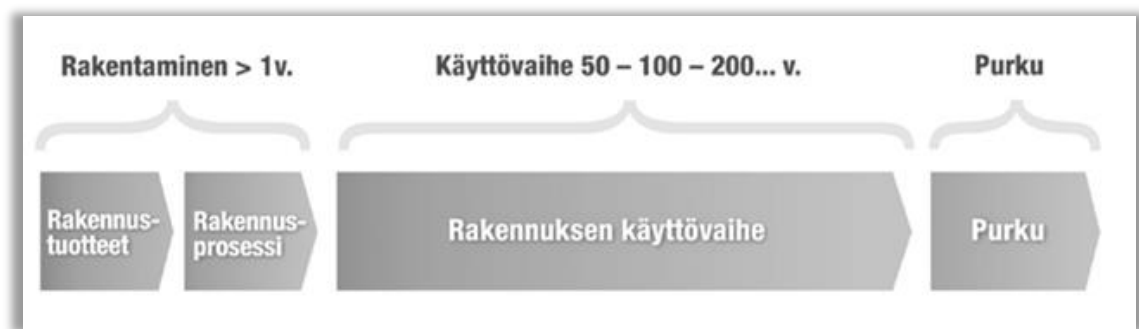 Rakentaminen > 1v.
Käyttövaihe 50 – 100 – 200... v.
Purku
Rakennus-
tuotteet
Rakennus-
prosessi
Rakennuksen käyttövaihe
Purku